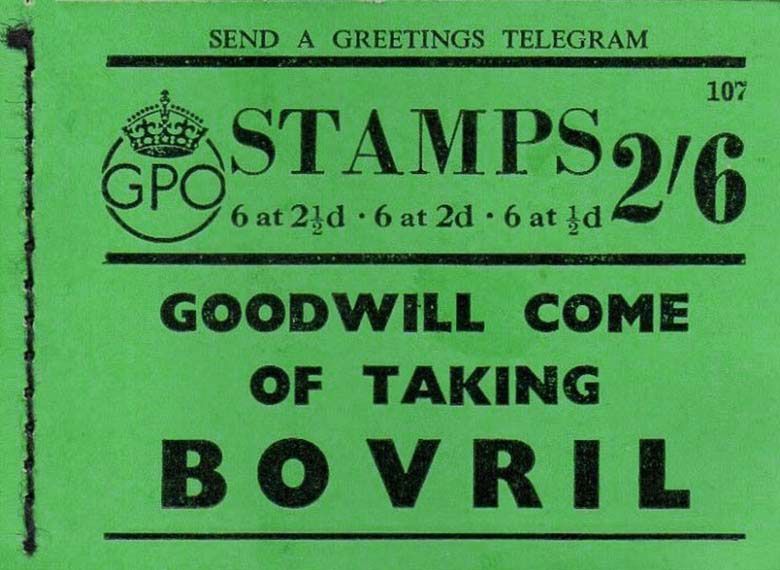 SEND A GREETINGS TELEGRAM
107
GPO
STAMPS 2/6
6 at 2½d · 6 at 2d · 6 at ½d
GOODWILL COME
OF TAKING
BOVRIL